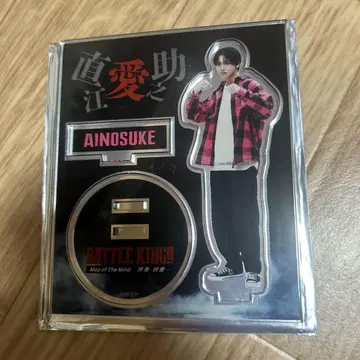 直江愛之助
AINOSUKE
BATTLE KING!!
Map of The Mind